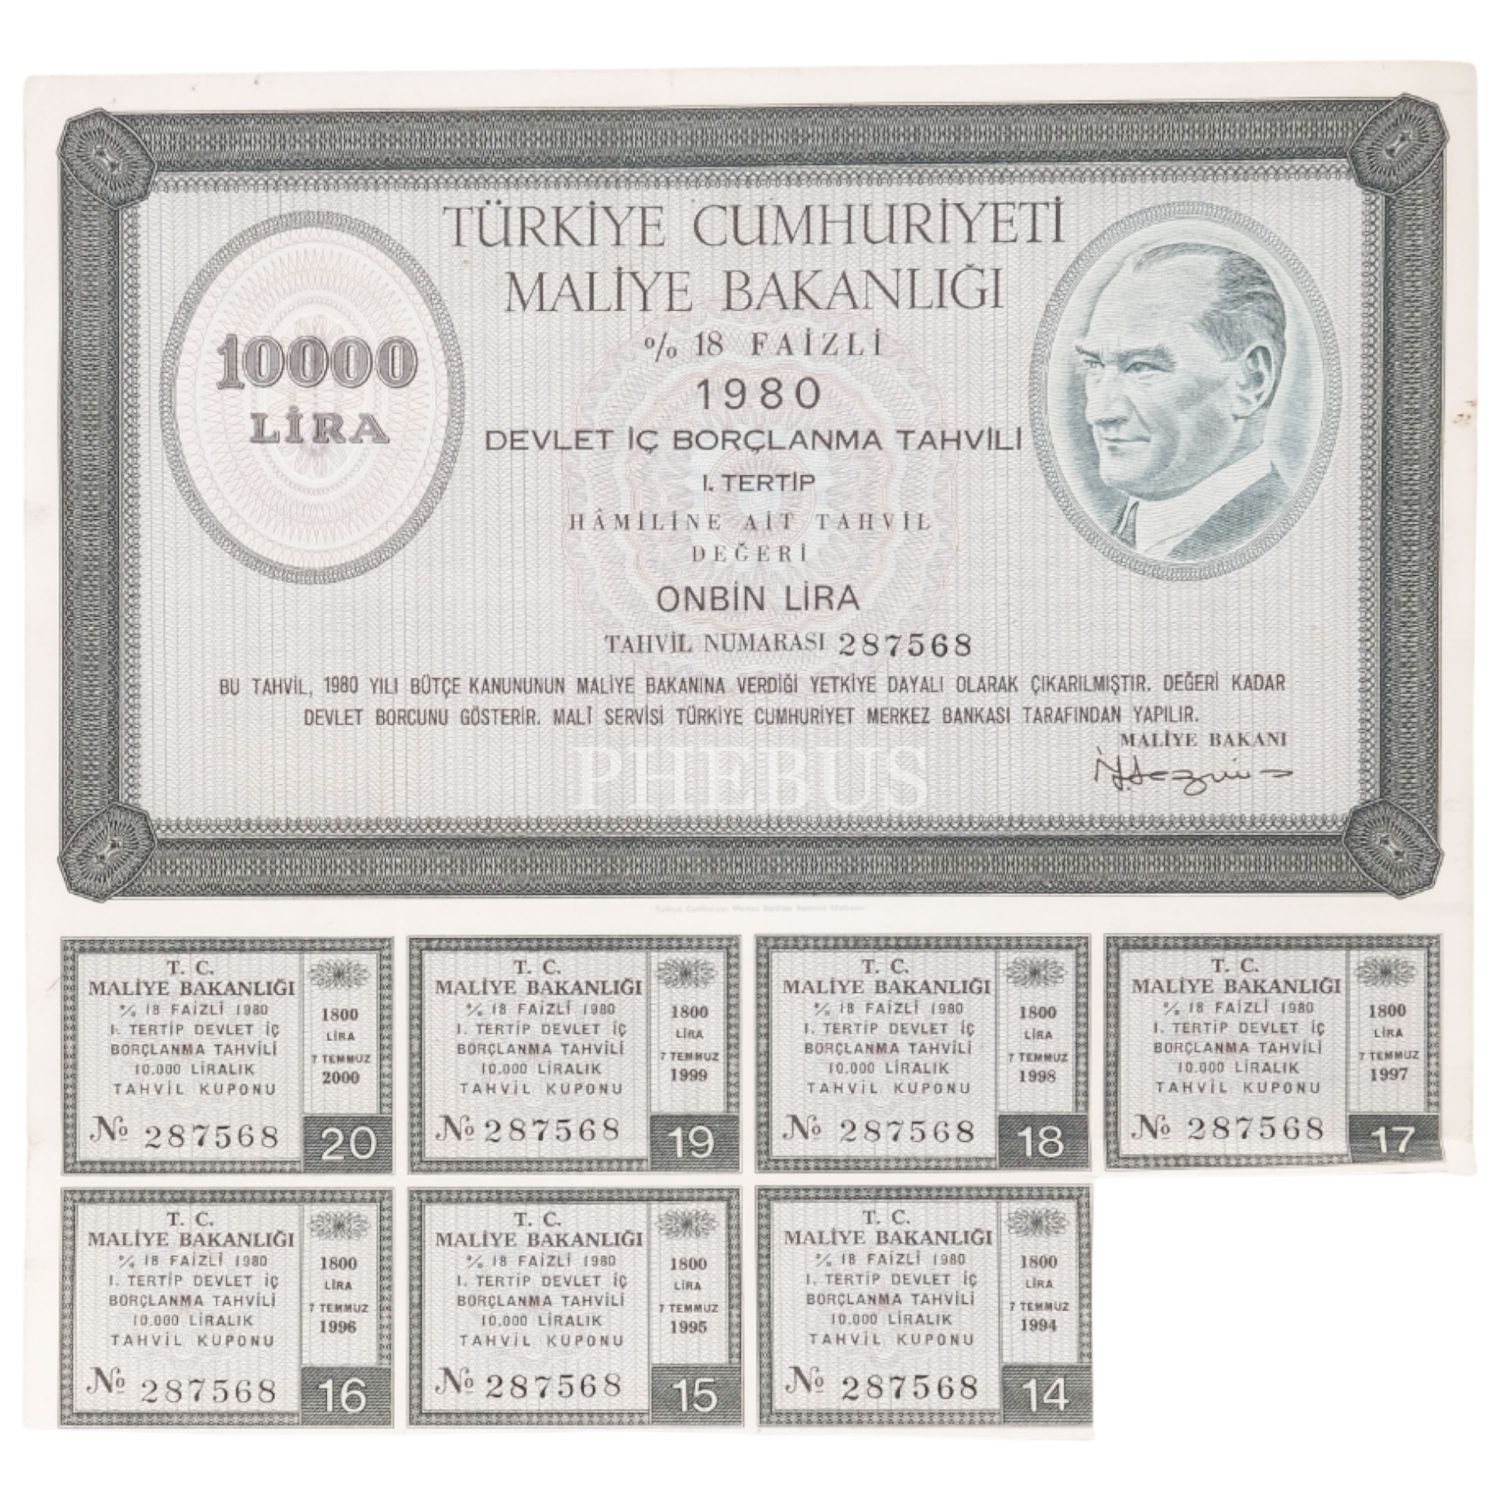 TÜRKİYE CUMHURİYETİ
MALİYE BAKANLIĞI
% 18 FAİZLİ
1980
DEVLET İÇ BORÇLANMA TAHVİLİ
I. TERTİP
HÂMİLİNE AİT TAHVİL
DEĞERİ
ONBİN LİRA
TAHVİL NUMARASI 287568
10000
LİRA
BU TAHVİL, 1980 YILI BÜTÇE KANUNUNUN MALİYE BAKANINA VERDİĞİ YETKİYE DAYALI OLARAK ÇIKARILMIŞTIR. DEĞERİ KADAR
DEVLET BORCUNU GÖSTERİR. MALÎ SERVİSİ TÜRKİYE CUMHURİYET MERKEZ BANKASI TARAFINDAN YAPILIR.
MALİYE BAKANI
PHEBUS
T. C.
MALİYE BAKANLIĞI
% 18 FAİZLİ 1980
I. TERTİP DEVLET İÇ
BORÇLANMA TAHVİLİ
10.000 LİRALIK
TAHVİL KUPONU
№ 287568
1800
LİRA
7 TEMMUZ
2000
20
T. C.
MALİYE BAKANLIĞI
% 18 FAİZLİ 1980
I. TERTİP DEVLET İÇ
BORÇLANMA TAHVİLİ
10.000 LİRALIK
TAHVİL KUPONU
№ 287568
1800
LİRA
7 TEMMUZ
1999
19
T. C.
MALİYE BAKANLIĞI
% 18 FAİZLİ 1980
I. TERTİP DEVLET İÇ
BORÇLANMA TAHVİLİ
10.000 LİRALIK
TAHVİL KUPONU
№ 287568
1800
LİRA
7 TEMMUZ
1998
18
T. C.
MALİYE BAKANLIĞI
% 18 FAİZLİ 1980
I. TERTİP DEVLET İÇ
BORÇLANMA TAHVİLİ
10.000 LİRALIK
TAHVİL KUPONU
№ 287568
1800
LİRA
7 TEMMUZ
1997
17
T. C.
MALİYE BAKANLIĞI
% 18 FAİZLİ 1980
I. TERTİP DEVLET İÇ
BORÇLANMA TAHVİLİ
10.000 LİRALIK
TAHVİL KUPONU
№ 287568
1800
LİRA
7 TEMMUZ
1996
16
T. C.
MALİYE BAKANLIĞI
% 18 FAİZLİ 1980
I. TERTİP DEVLET İÇ
BORÇLANMA TAHVİLİ
10.000 LİRALIK
TAHVİL KUPONU
№ 287568
1800
LİRA
7 TEMMUZ
1995
15
T. C.
MALİYE BAKANLIĞI
% 18 FAİZLİ 1980
I. TERTİP DEVLET İÇ
BORÇLANMA TAHVİLİ
10.000 LİRALIK
TAHVİL KUPONU
№ 287568
1800
LİRA
7 TEMMUZ
1994
14